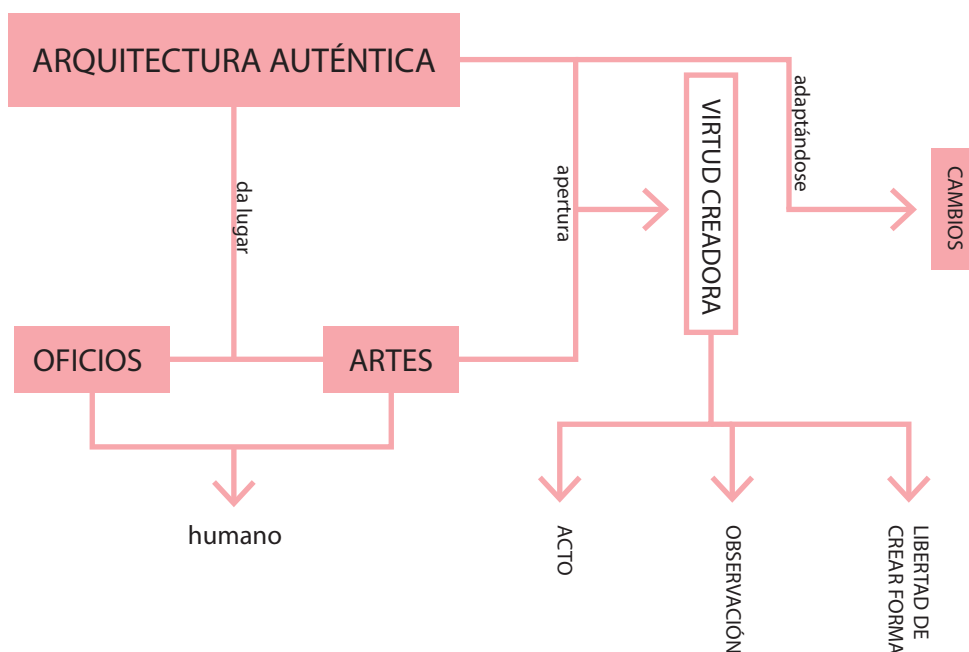 ARQUITECTURA AUTÉNTICA
da lugar
apertura
VIRTUD CREADORA
adaptándose
CAMBIOS
OFICIOS
ARTES
humano
ACTO
OBSERVACIÓN
LIBERTAD DE
CREAR FORMA